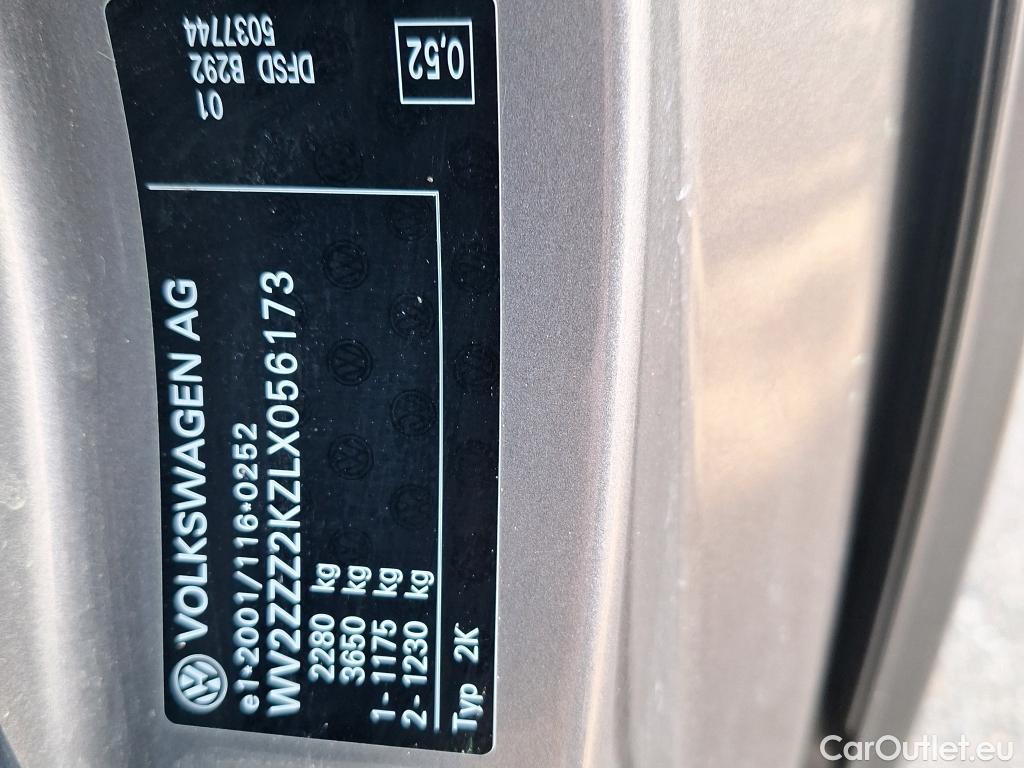 VOLKSWAGEN AG
e1*2001/116*0252
WV2ZZZ2KZLX056173
2280 kg
3650 kg
1- 1175 kg
2- 1230 kg
Typ 2K
01
DFSD B292
5037744
0,52
CarOutlet.eu